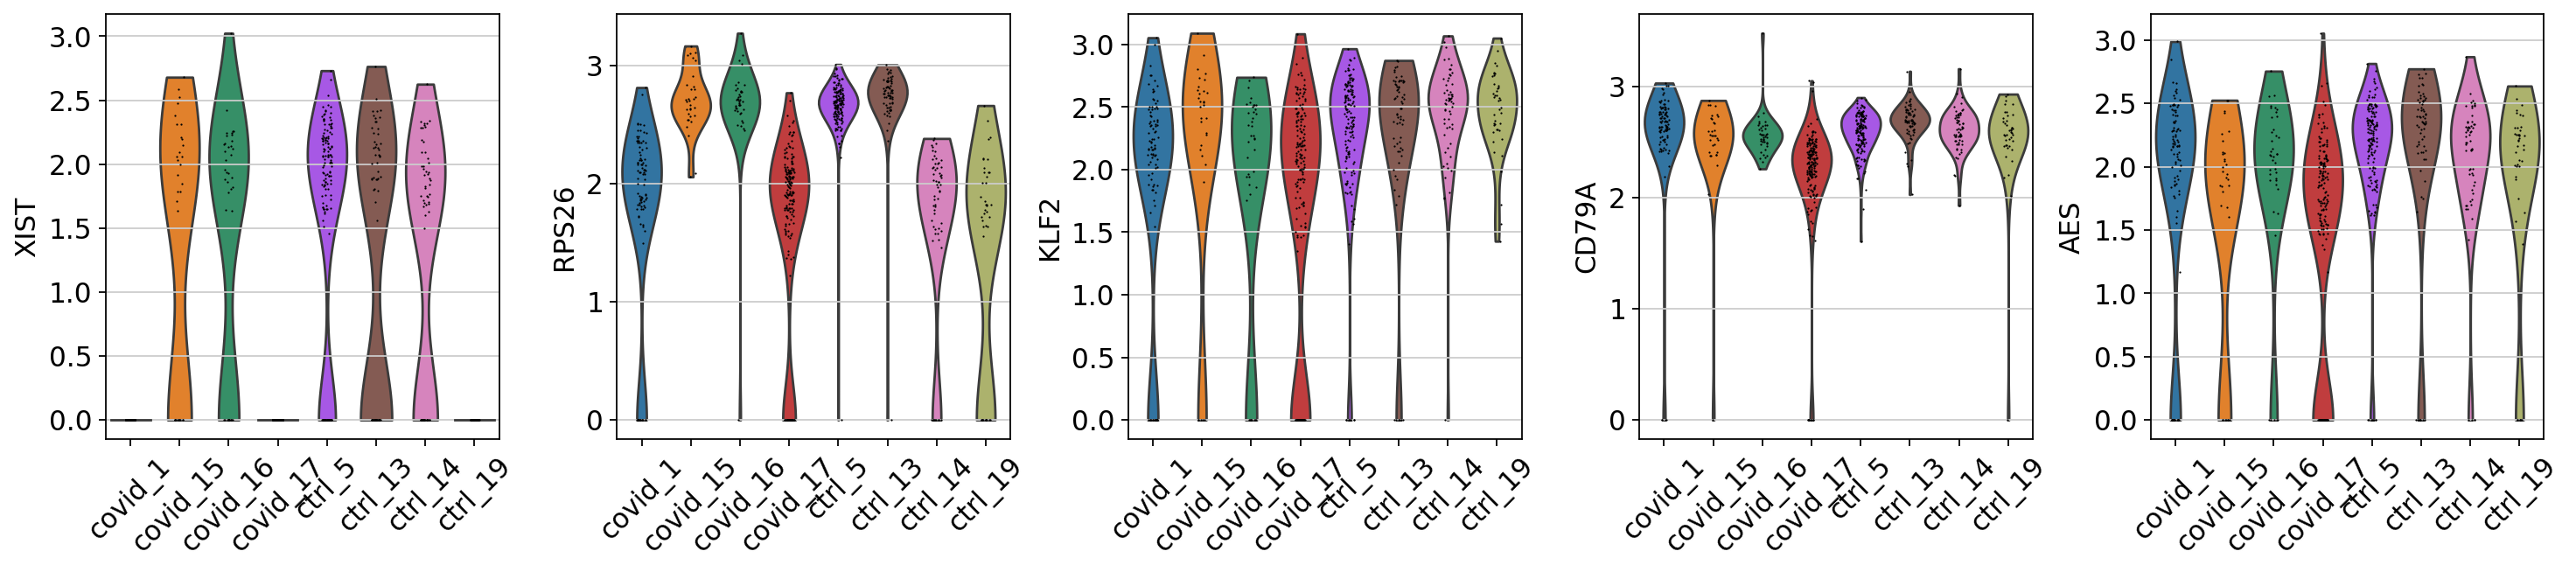 XIST
3.0
2.5
2.0
1.5
1.0
0.5
0.0
covid_1
covid_15
covid_16
covid_17
ctrl_5
ctrl_13
ctrl_14
ctrl_19
RPS26
3
2
1
0
covid_1
covid_15
covid_16
covid_17
ctrl_5
ctrl_13
ctrl_14
ctrl_19
KLF2
3.0
2.5
2.0
1.5
1.0
0.5
0.0
covid_1
covid_15
covid_16
covid_17
ctrl_5
ctrl_13
ctrl_14
ctrl_19
CD79A
3
2
1
0
covid_1
covid_15
covid_16
covid_17
ctrl_5
ctrl_13
ctrl_14
ctrl_19
AES
3.0
2.5
2.0
1.5
1.0
0.5
0.0
covid_1
covid_15
covid_16
covid_17
ctrl_5
ctrl_13
ctrl_14
ctrl_19